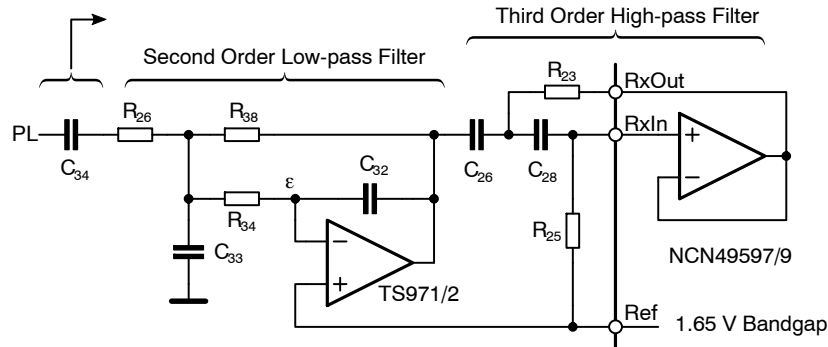 Third Order High-pass Filter
Second Order Low-pass Filter
R23
RxOut
PL
R26
R38
RxIn
C34
C26
C28
+
−
ε
C32
R34
R25
C33
−
+
TS971/2
NCN49597/9
Ref
1.65 V Bandgap